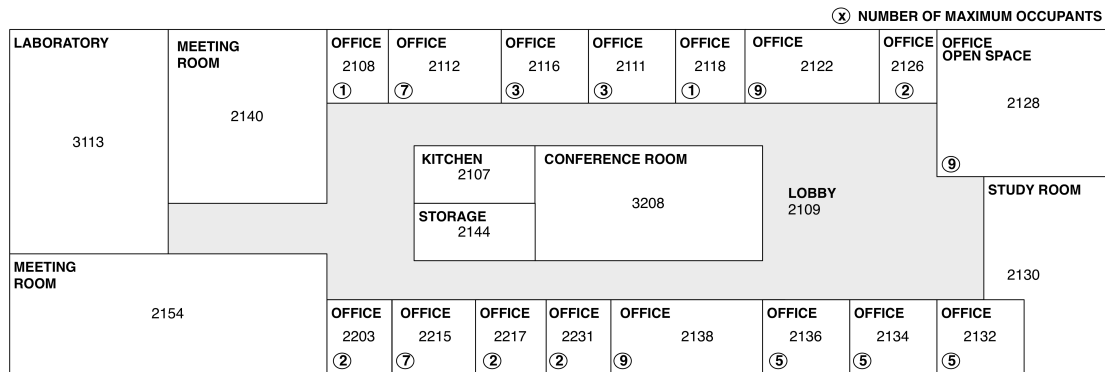 ⓧ NUMBER OF MAXIMUM OCCUPANTS
LABORATORY
3113
MEETING
ROOM
2140
OFFICE
2108
1
OFFICE
2112
7
OFFICE
2116
3
OFFICE
2111
3
OFFICE
2118
1
OFFICE
2122
9
OFFICE
2126
2
OFFICE
OPEN SPACE
2128
9
KITCHEN
2107
STORAGE
2144
CONFERENCE ROOM
3208
LOBBY
2109
STUDY ROOM
2130
MEETING
ROOM
2154
OFFICE
2203
2
OFFICE
2215
7
OFFICE
2217
2
OFFICE
2231
2
OFFICE
2138
9
OFFICE
2136
5
OFFICE
2134
5
OFFICE
2132
5